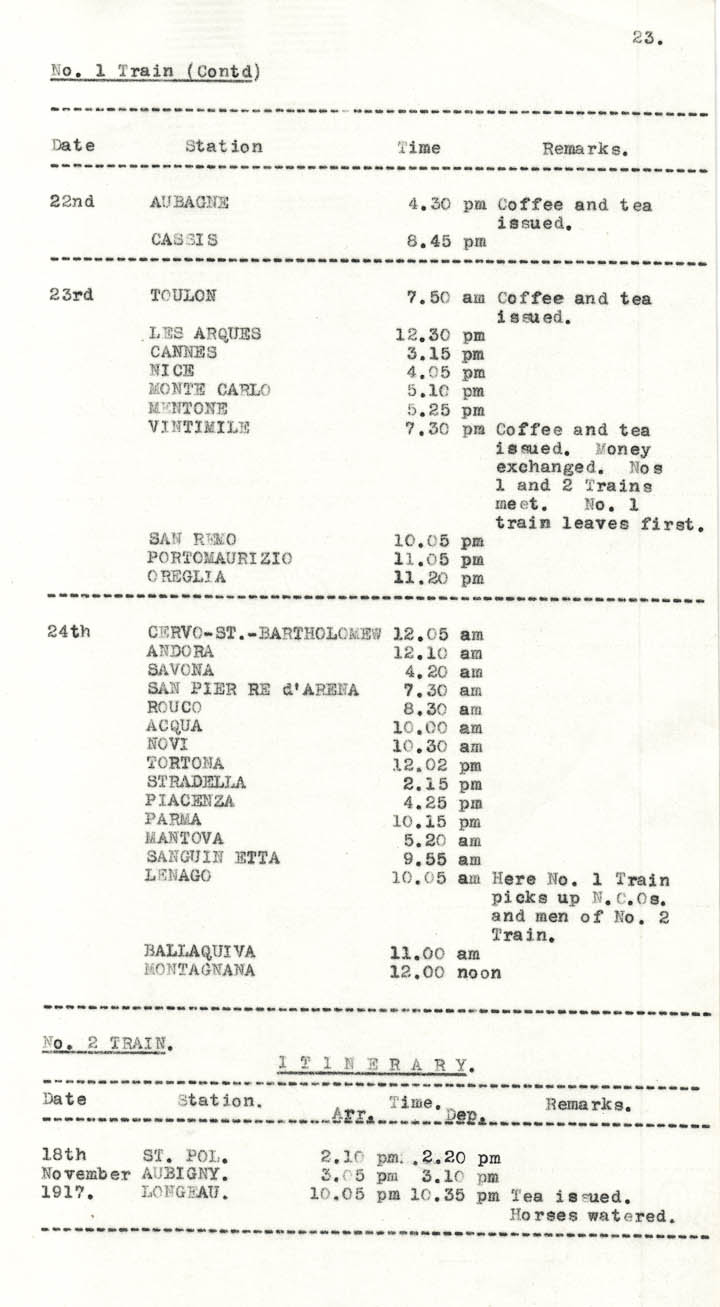 23.
No. 1 Train (Contd)
Date Station Time Remarks.
22nd AUBAGNE 4.30 pm Coffee and tea
issued.
CASSIS 8.45 pm
23rd TOULON 7.50 am Coffee and tea
issued.
LES ARQUES 12.30 pm
CANNES 3.15 pm
NICE 4.05 pm
MONTE CARLO 5.10 pm
MENTONE 5.25 pm
VINTIMILE 7.30 pm Coffee and tea
issued. Money
exchanged. Nos
1 and 2 Trains
meet. No. 1
train leaves first.
SAN REMO 10.05 pm
PORTOMAURIZIO 11.05 pm
OREGLIA 11.20 pm
24th CERVO-ST.-BARTHOLOMEW 12.05 am
ANDORA 12.10 am
SAVONA 4.20 am
SAN PIER RE d'ARENA 7.30 am
ROUCO 8.30 am
ACQUA 10.00 am
NOVI 10.30 am
TORTONA 12.02 pm
STRADELLA 2.15 pm
PIACENZA 4.25 pm
PARMA 10.15 pm
MANTOVA 5.20 am
SANGUIN ETTA 9.55 am
LENAGO 10.05 am Here No. 1 Train
picks up N.C.Os.
and men of No. 2
Train.
BALLAQUIVA 11.00 am
MONTAGNANA 12.00 noon
No. 2 TRAIN.
I T I N E R A R Y.
Date Station. Time. Remarks.
Arr. Dep.
18th ST. POL. 2.10 pm. 2.20 pm
November AUBIGNY. 3.05 pm 3.10 pm
1917. LONGEAU. 10.05 pm 10.35 pm Tea issued.
Horses watered.